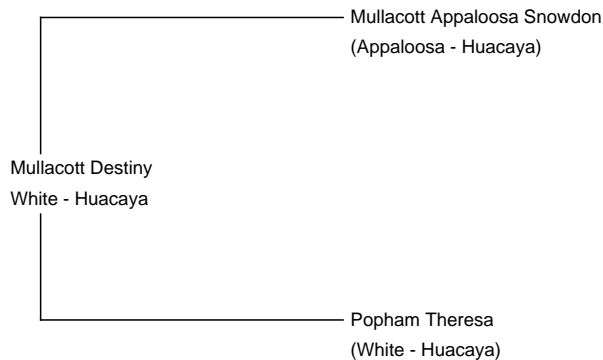 Mullacott Appaloosa Snowdon
(Appaloosa - Huacaya)
Mullacott Destiny
White - Huacaya
Popham Theresa
(White - Huacaya)